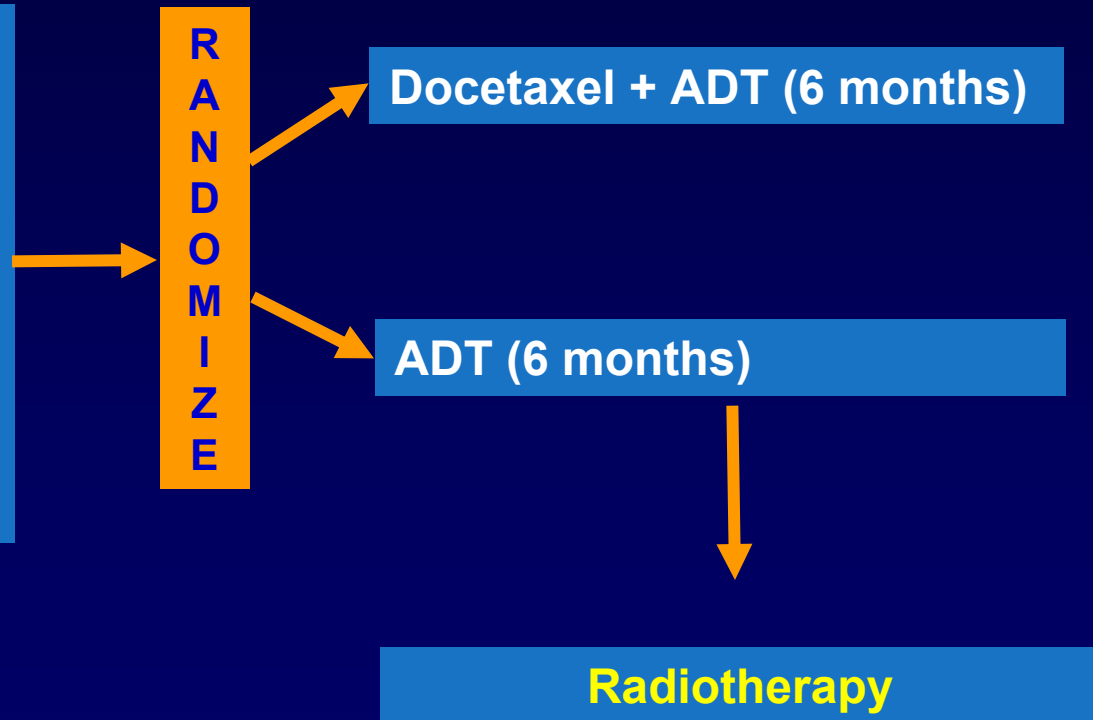 R
A
N
D
O
M
I
Z
E
Docetaxel + ADT (6 months)
ADT (6 months)
Radiotherapy